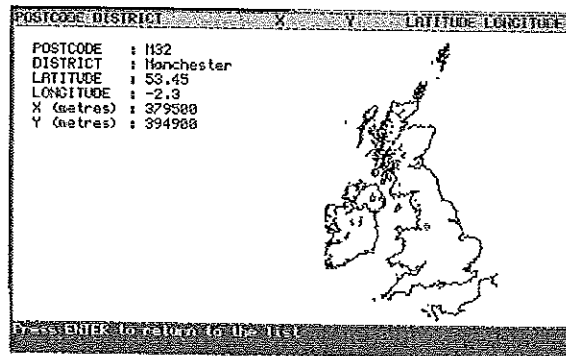 POSTCODE DISTRICT X Y LATITUDE LONGITUDE
POSTCODE : M32
DISTRICT : Manchester
LATITUDE : 53.45
LONGITUDE : -2.3
X (metres) : 379500
Y (metres) : 394900
Press ENTER to return to the list